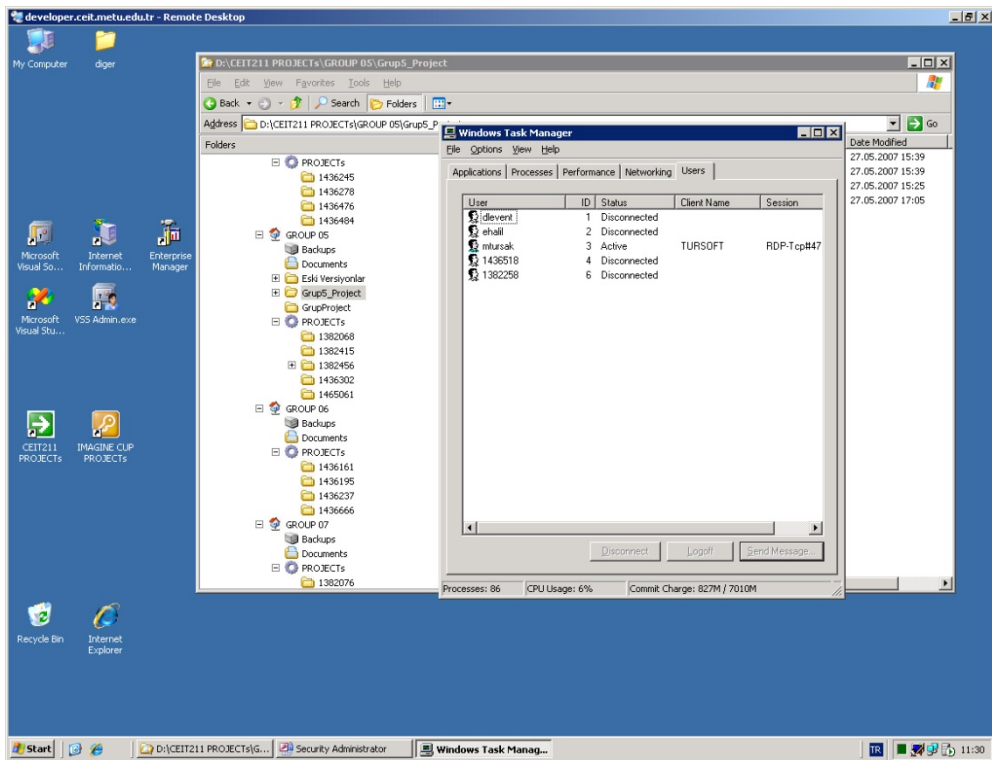 developer.ceit.metu.edu.tr - Remote Desktop
My Computer
diger
Microsoft Visual So...
Internet Informatio...
Enterprise Manager
Microsoft Visual Stu...
VSS Admin.exe
CEIT211 PROJECTs
IMAGINE CUP PROJECTs
Recycle Bin
Internet Explorer
D:\CEIT211 PROJECTs\GROUP 05\Grup5_Project
File Edit View Favorites Tools Help
Back Search Folders
Address D:\CEIT211 PROJECTs\GROUP 05\Grup5_P Go
Folders
PROJECTs
1436245
1436278
1436476
1436484
GROUP 05
Backups
Documents
Eski Versiyonlar
Grup5_Project
GrupProject
PROJECTs
1382068
1382415
1382456
1436302
1465061
GROUP 06
Backups
Documents
PROJECTs
1436161
1436195
1436237
1436666
GROUP 07
Backups
Documents
PROJECTs
1382076
Date Modified
27.05.2007 15:39
27.05.2007 15:39
27.05.2007 15:25
27.05.2007 17:05
Windows Task Manager
File Options View Help
Applications Processes Performance Networking Users
User ID Status Client Name Session
dlevent 1 Disconnected
ehalil 2 Disconnected
mtursak 3 Active TURSOFT RDP-Tcp#47
1436518 4 Disconnected
1382258 6 Disconnected
Disconnect Logoff Send Message...
Processes: 86 CPU Usage: 6% Commit Charge: 827M / 7010M
Start D:\CEIT211 PROJECTs\G... Security Administrator Windows Task Manag... TR 11:30